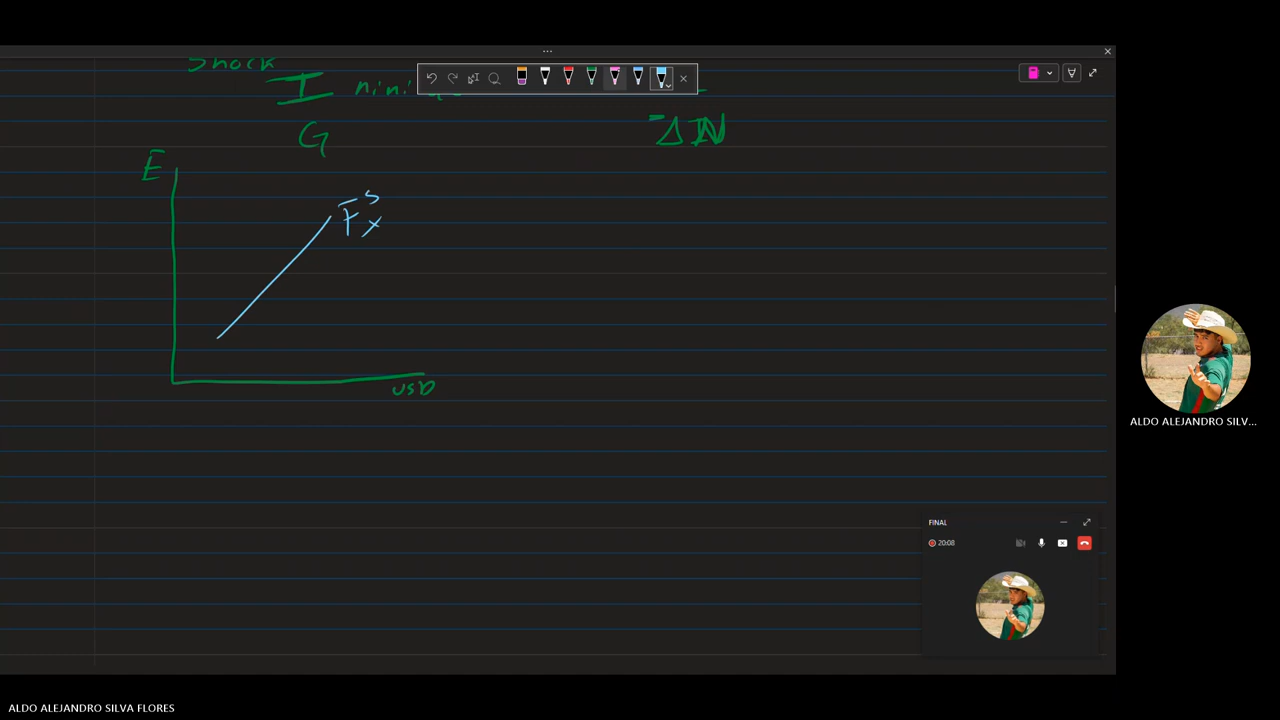 Shock
I
G
ΔIN
E
Fx s
USD
ALDO ALEJANDRO SILV...
FINAL
20:08
ALDO ALEJANDRO SILVA FLORES